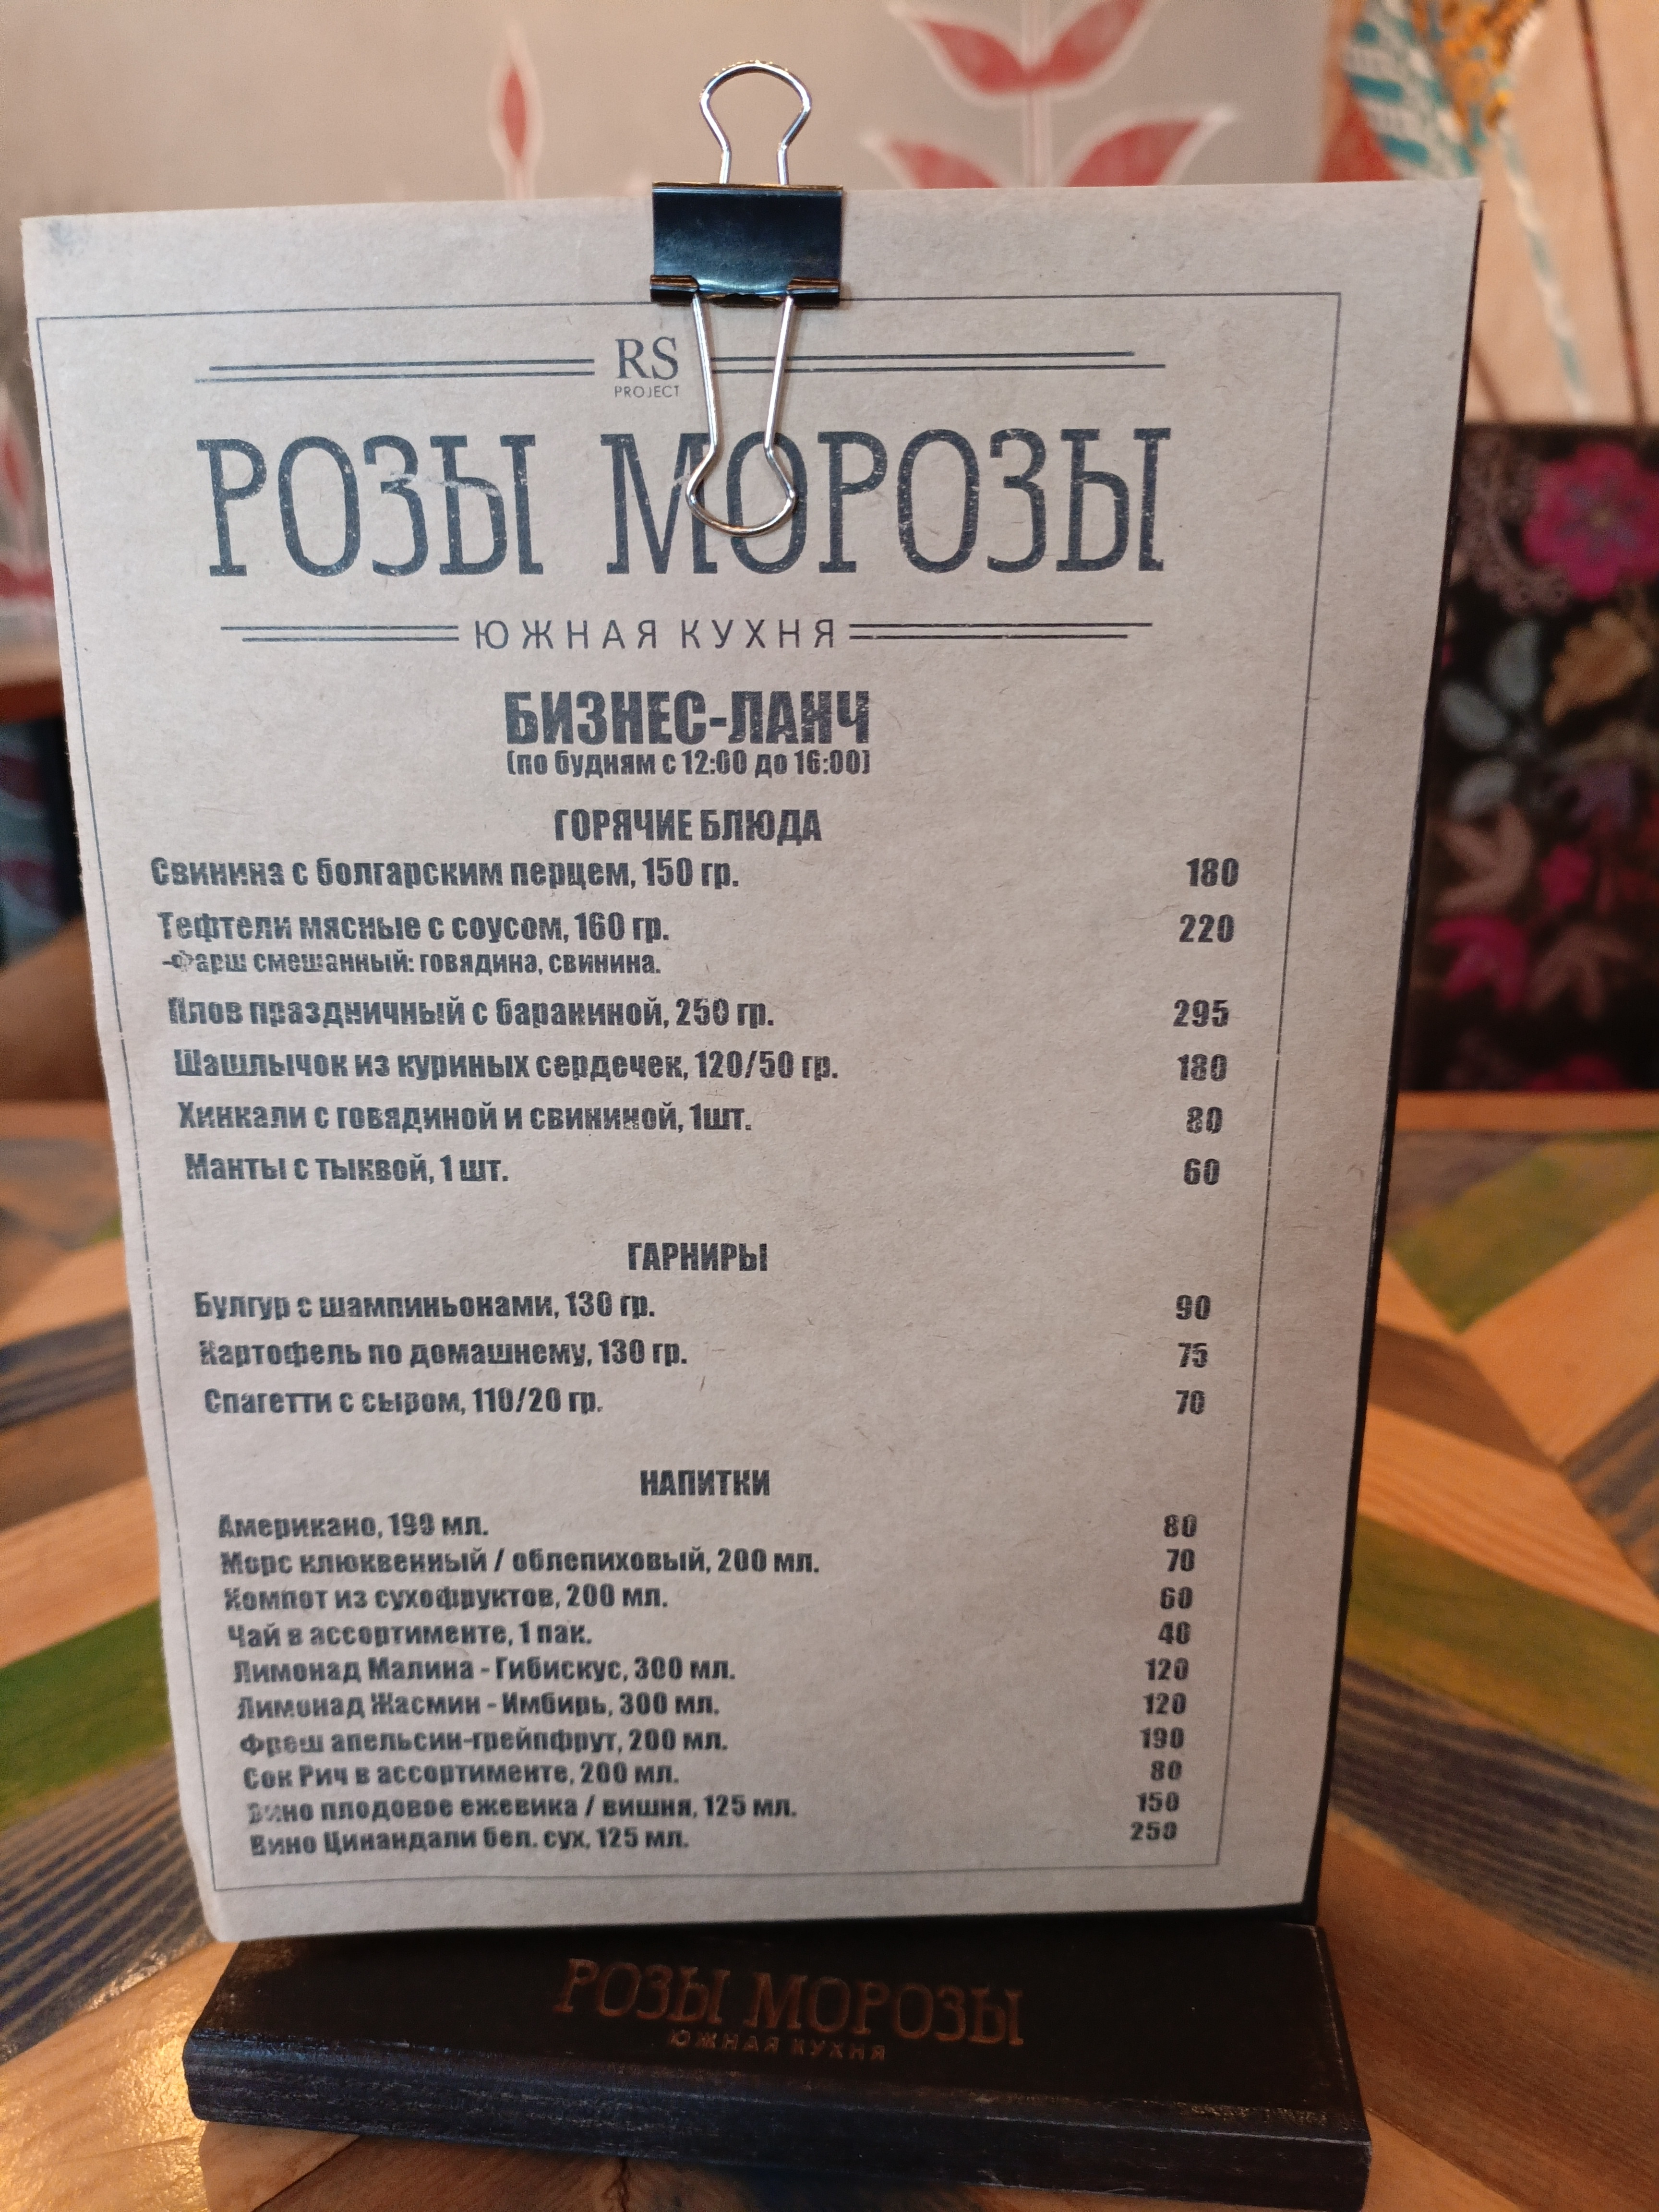 RS
PROJECT
РОЗЫ МОРОЗЫ
ЮЖНАЯ КУХНЯ
БИЗНЕС-ЛАНЧ
(по будням с 12:00 до 16:00)
ГОРЯЧИЕ БЛЮДА
Свинина с болгарским перцем, 150 гр. 180
Тефтели мясные с соусом, 160 гр. 220
-Фарш смешанный: говядина, свинина.
Плов праздничный с бараниной, 250 гр. 295
Шашлычок из куриных сердечек, 120/50 гр. 180
Хинкали с говядиной и свининой, 1шт. 80
Манты с тыквой, 1 шт. 60
ГАРНИРЫ
Булгур с шампиньонами, 130 гр. 90
Картофель по домашнему, 130 гр. 75
Спагетти с сыром, 110/20 гр. 70
НАПИТКИ
Американо, 190 мл. 80
Морс клюквенный / облепиховый, 200 мл. 70
Компот из сухофруктов, 200 мл. 60
Чай в ассортименте, 1 пак. 40
Лимонад Малина - Гибискус, 300 мл. 120
Лимонад Жасмин - Имбирь, 300 мл. 120
Фреш апельсин-грейпфрут, 200 мл. 190
Сок Рич в ассортименте, 200 мл. 80
Вино плодовое ежевика / вишня, 125 мл. 150
Вино Цинандали бел. сух, 125 мл. 250
РОЗЫ МОРОЗЫ
ЮЖНАЯ КУХНЯ